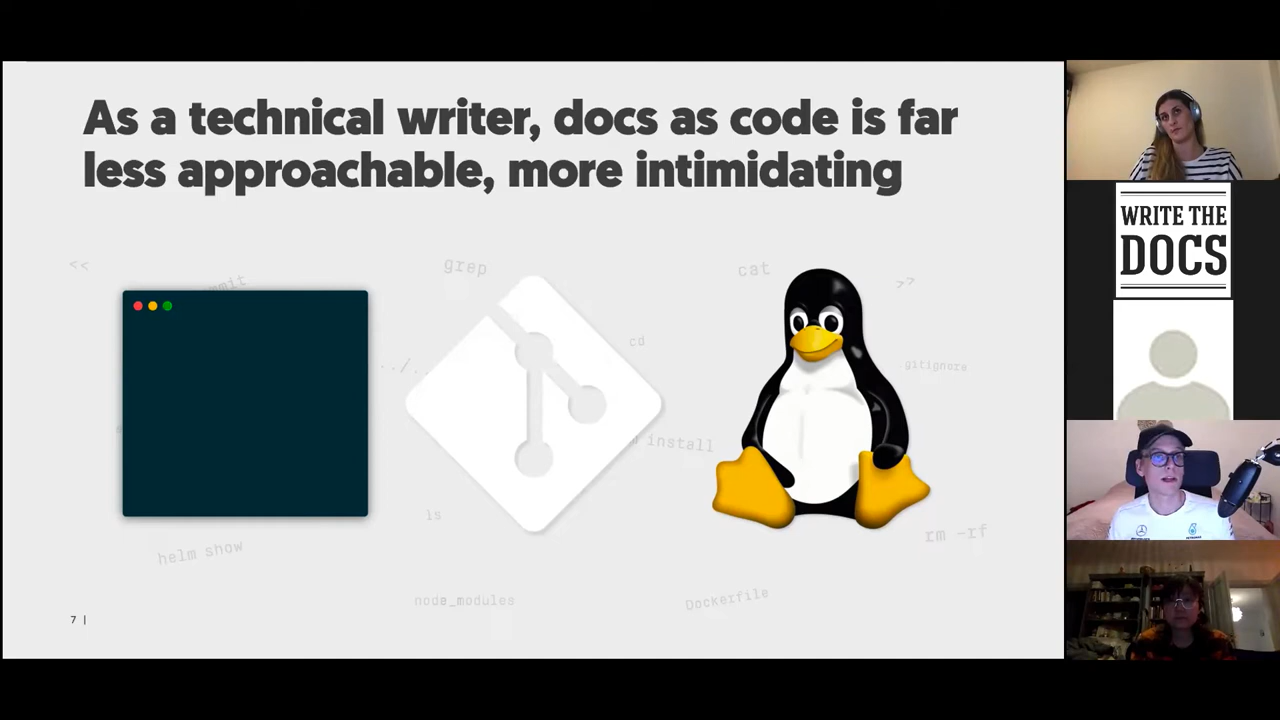 As a technical writer, docs as code is far
less approachable, more intimidating
<<
grep
cat
>>
cd
../..
gitignore
install
is
helm show
rm -rf
node_modules
Dockerfile
7 |
WRITE THE
DOCS